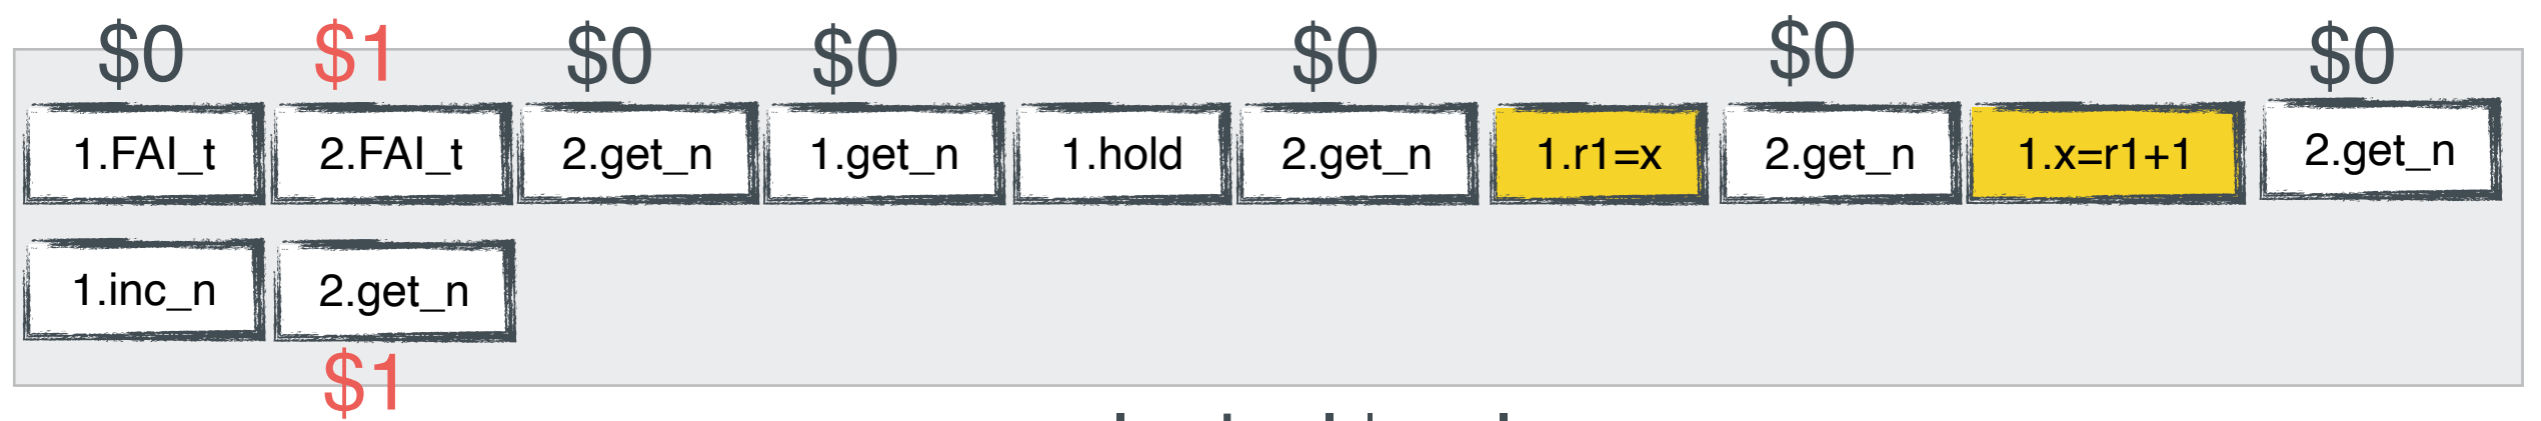 $0 $1 $0 $0 $0 $0 $0
1.FAI_t 2.FAI_t 2.get_n 1.get_n 1.hold 2.get_n 1.r1=x 2.get_n 1.x=r1+1 2.get_n
1.inc_n 2.get_n
$1